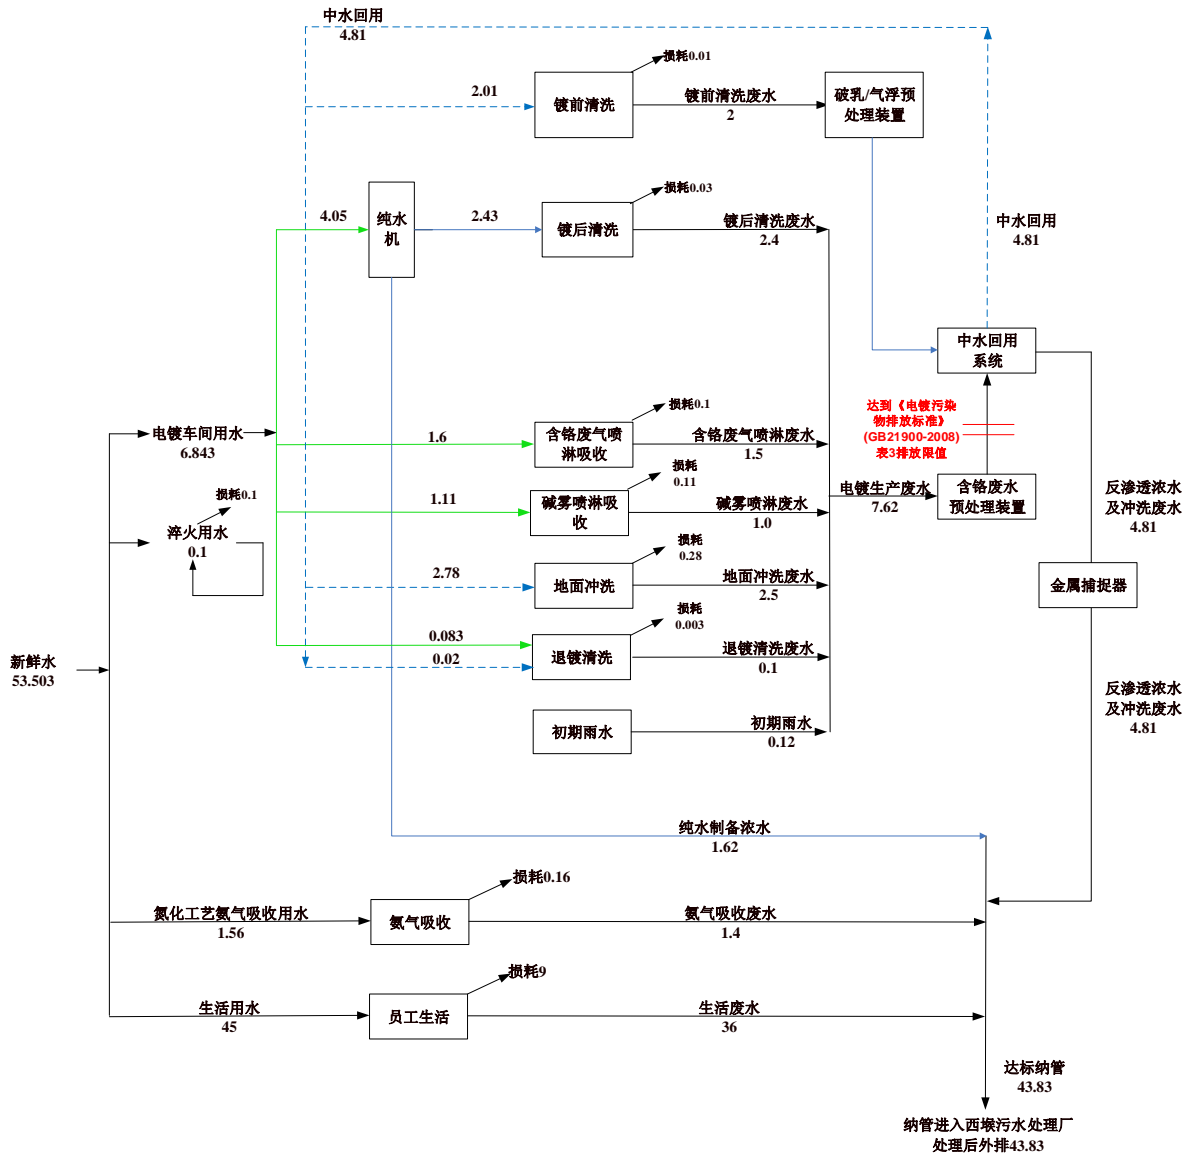 中水回用
4.81
损耗0.01
2.01
镀前清洗
镀前清洗废水
2
破乳/气浮预
处理装置
损耗0.03
4.05
纯水
机
2.43
镀后清洗
镀后清洗废水
2.4
中水回用
4.81
中水回用
系统
达到《电镀污染
物排放标准》
(GB21900-2008)
表3排放限值
损耗0.1
电镀车间用水
6.843
1.6
含铬废气喷
淋吸收
含铬废气喷淋废水
1.5
损耗
0.11
1.11
碱雾喷淋吸
收
碱雾喷淋废水
1.0
电镀生产废水
7.62
含铬废水
预处理装置
反渗透浓水
及冲洗废水
4.81
损耗0.1
淬火用水
0.1
损耗
0.28
2.78
地面冲洗
地面冲洗废水
2.5
金属捕捉器
损耗
0.003
0.083
0.02
退镀清洗
退镀清洗废水
0.1
新鲜水
53.503
反渗透浓水
及冲洗废水
4.81
初期雨水
初期雨水
0.12
纯水制备浓水
1.62
损耗0.16
氮化工艺氨气吸收用水
1.56
氨气吸收
氨气吸收废水
1.4
损耗9
生活用水
45
员工生活
生活废水
36
达标纳管
43.83
纳管进入西堠污水处理厂
处理后外排43.83